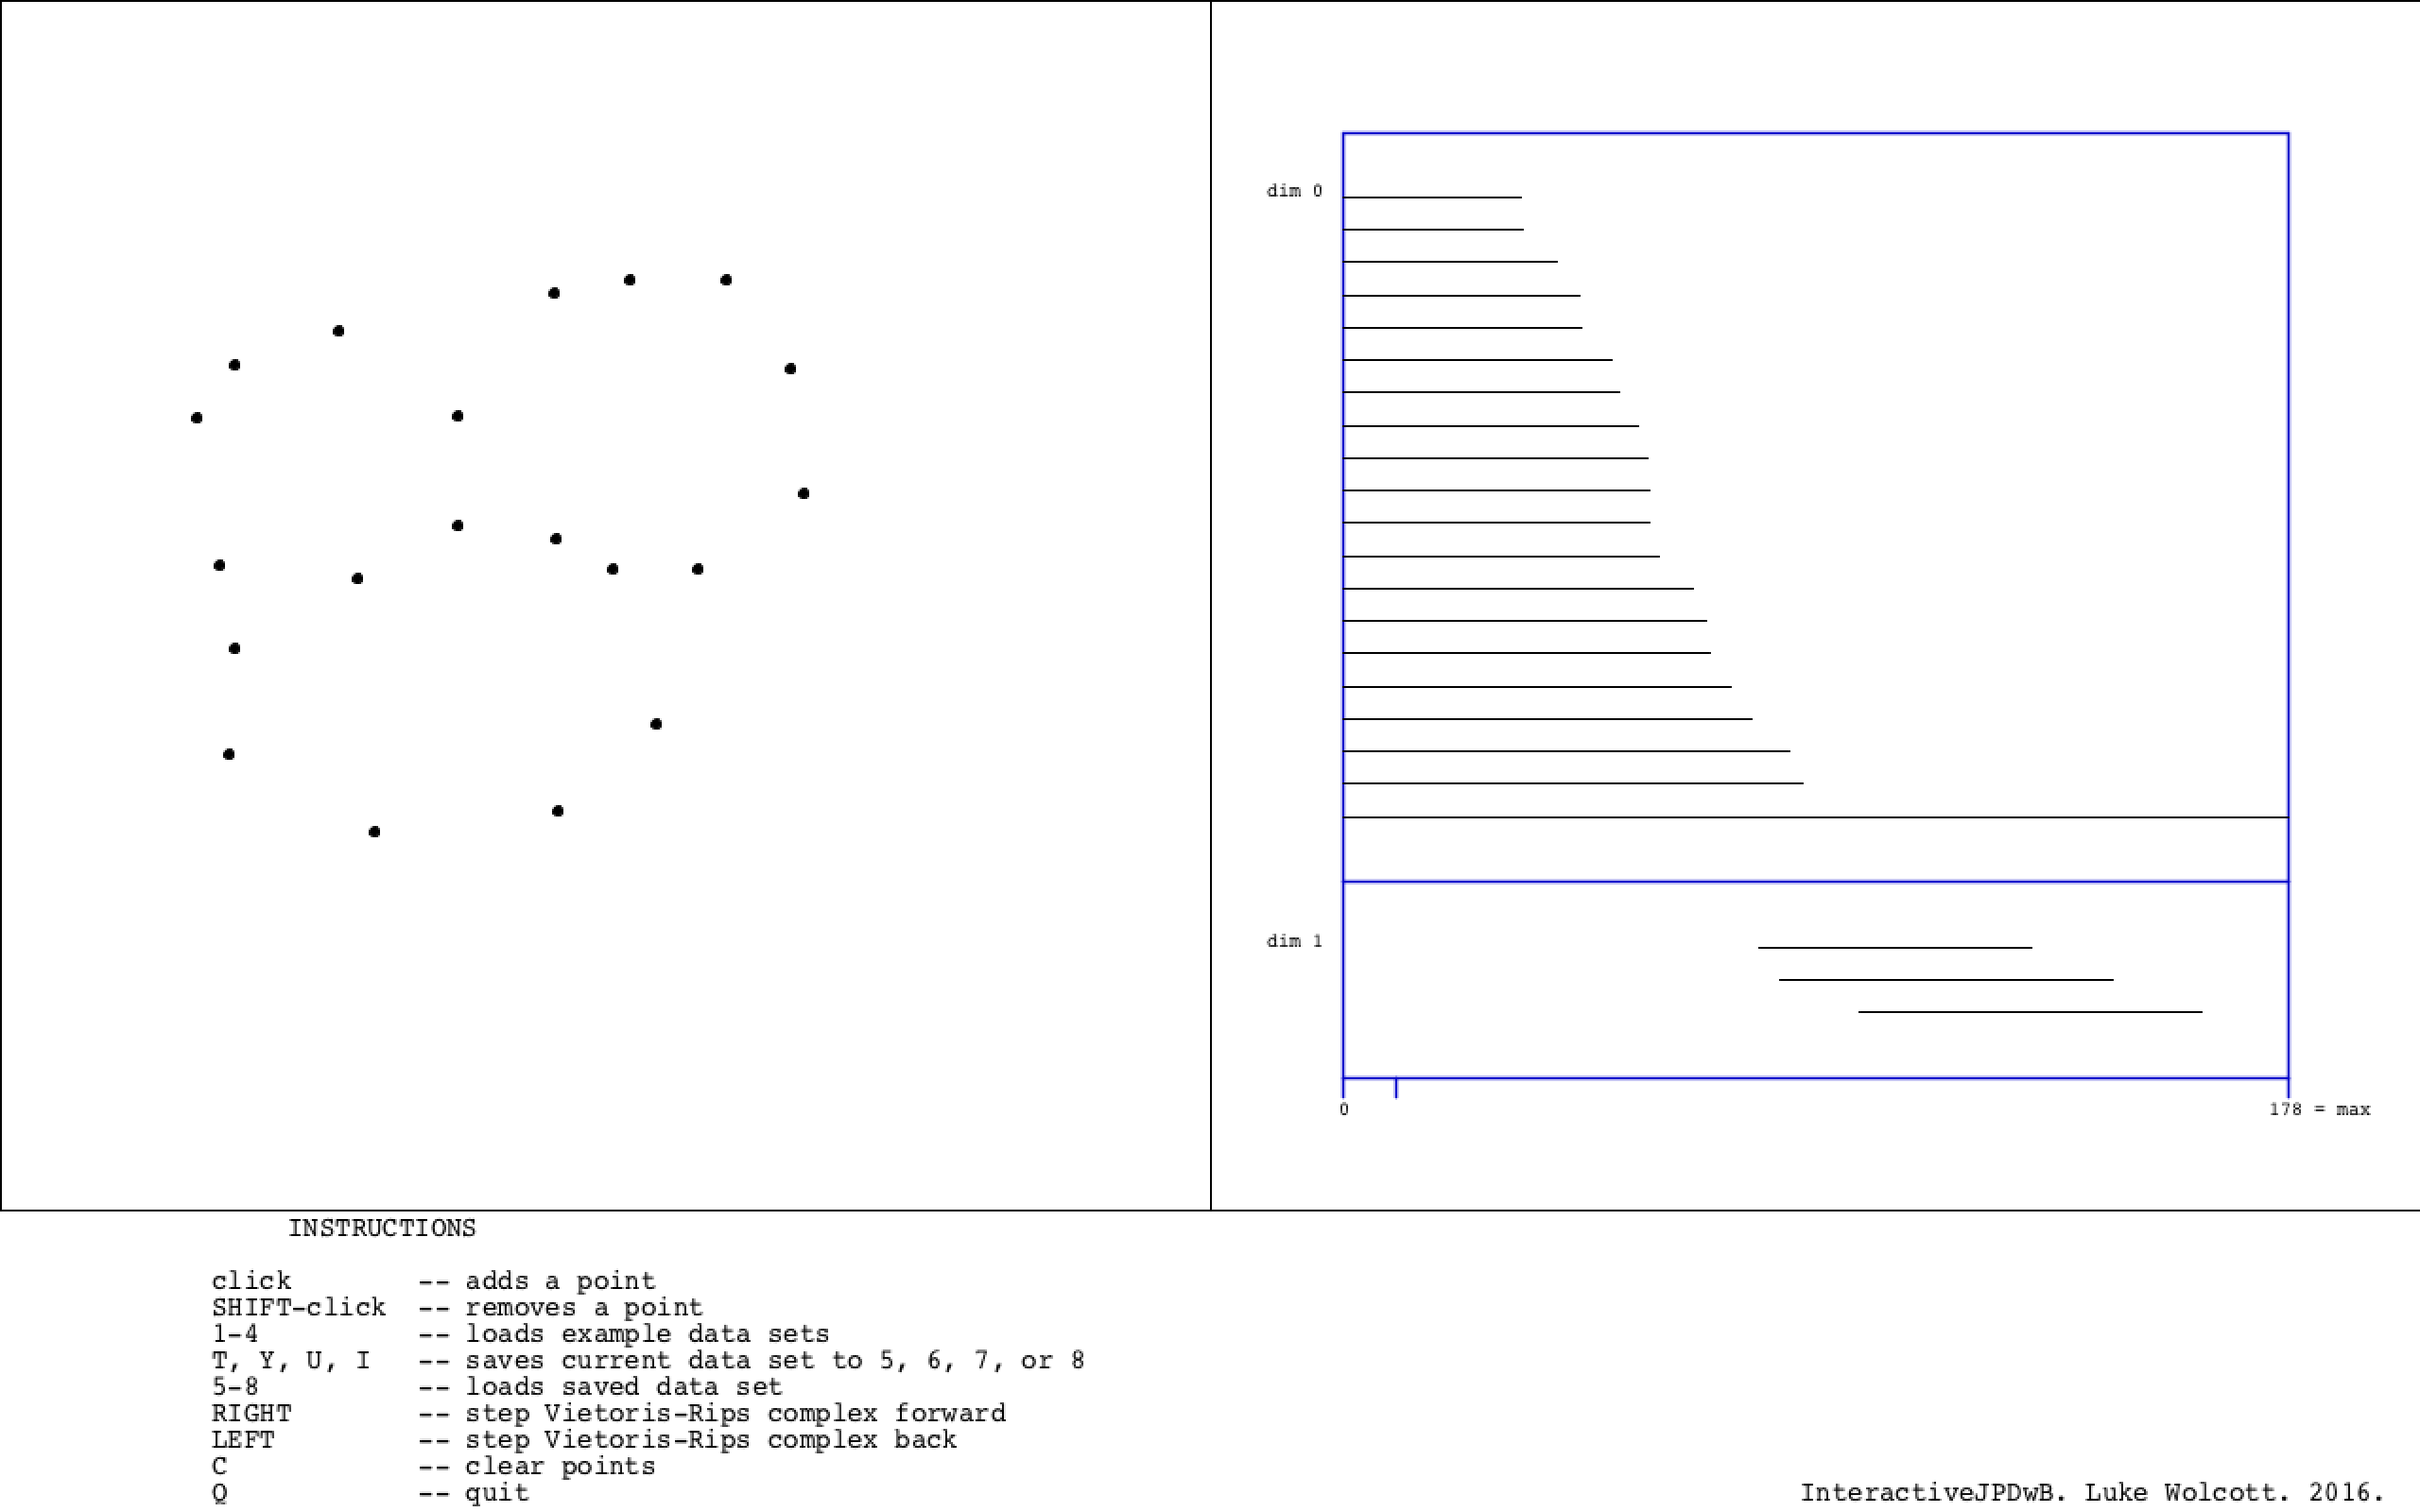 dim 0
dim 1
0
178 = max
INSTRUCTIONS
click -- adds a point
SHIFT-click -- removes a point
1-4 -- loads example data sets
T, Y, U, I -- saves current data set to 5, 6, 7, or 8
5-8 -- loads saved data set
RIGHT -- step Vietoris-Rips complex forward
LEFT -- step Vietoris-Rips complex back
C -- clear points
Q -- quit
InteractiveJPDwB. Luke Wolcott. 2016.